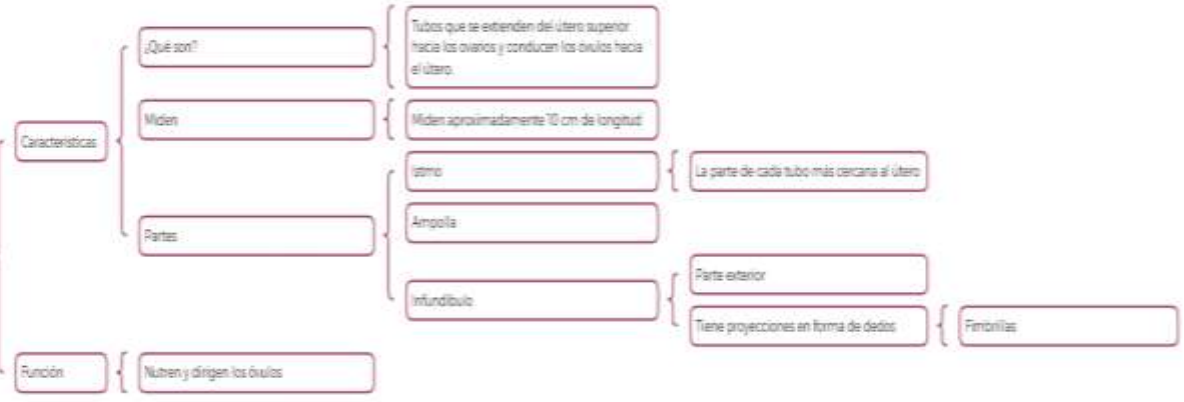 Características
¿Qué son?
Tubos que se extienden del útero superior
hacia los ovarios y conducen los óvulos hacia
el útero.
Miden
Miden aproximadamente 10 cm de longitud
Partes
Istmo
La parte de cada tubo más cercana al útero
Ampolla
Infundíbulo
Parte exterior
Tiene proyecciones en forma de dedos
Fimbrillas
Función
Nutren y dirigen los óvulos